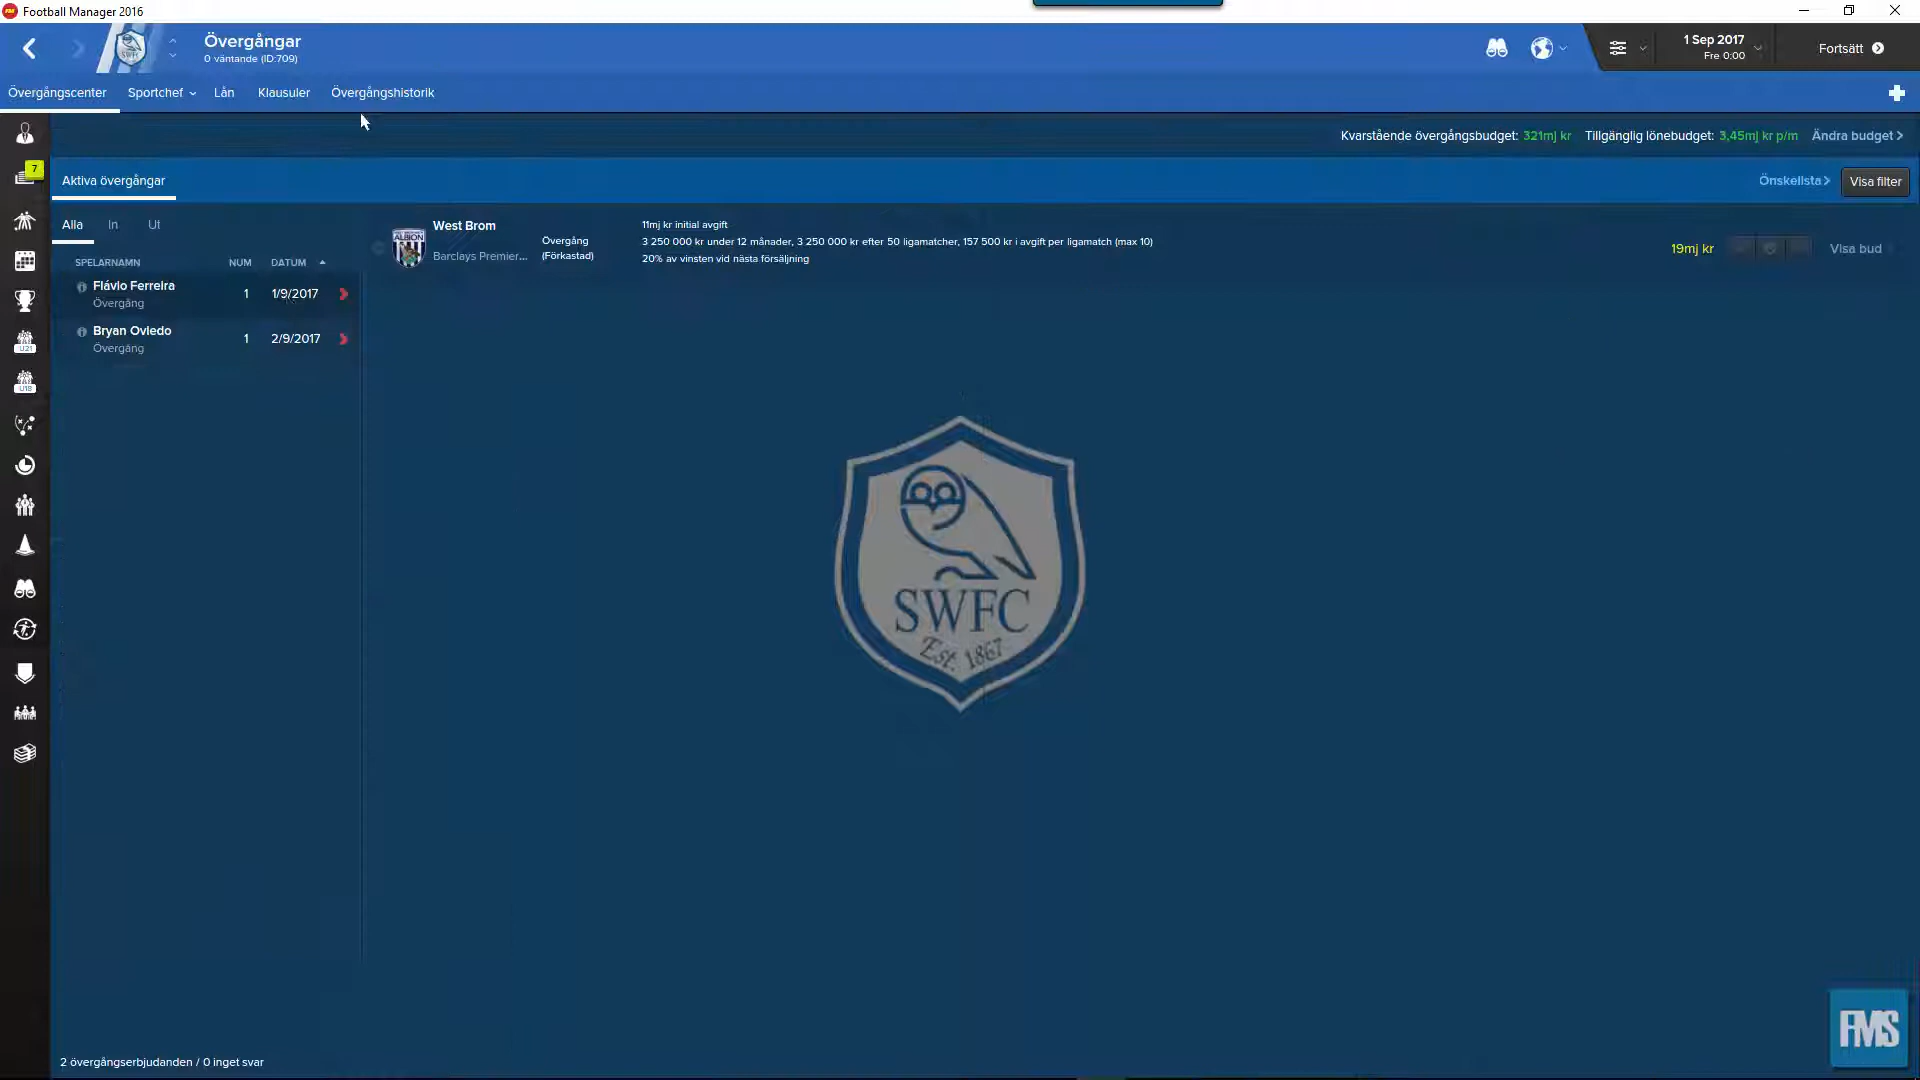 Football Manager 2016
Övergångar
0 väntande (ID:709)
1 Sep 2017
Fre 0:00
Fortsätt
Övergångscenter
Sportchef
Lån
Klausuler
Övergångshistorik
Kvarstående övergångsbudget: 321mj kr
Tillgänglig lönebudget: 3,45mj kr p/m
Ändra budget
7
Aktiva övergångar
Önskelista
Visa filter
Alla
In
Ut
SPELARNAMN
NUM
DATUM
Flávio Ferreira
Övergång
1
1/9/2017
Bryan Oviedo
Övergång
1
2/9/2017
West Brom
Barclays Premier...
Övergång
(Förkastad)
11mj kr initial avgift
3 250 000 kr under 12 månader, 3 250 000 kr efter 50 ligamatcher, 157 500 kr i avgift per ligamatch (max 10)
20% av vinsten vid nästa försäljning
19mj kr
Visa bud
U21
U18
ALBION
SWFC
Est. 1867
2 övergångserbjudanden / 0 inget svar
FMS